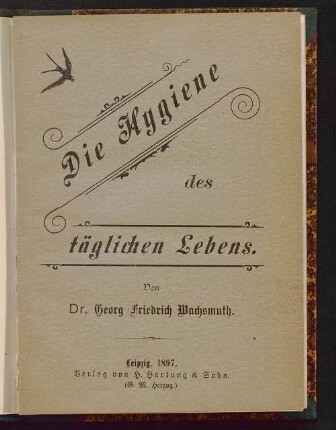 Die Hygiene
des
täglichen Lebens.
Von
Dr. Georg Friedrich Wachsmuth.
Leipzig, 1897.
Verlag von H. Hartung & Sohn.
(G. M. Herzog.)